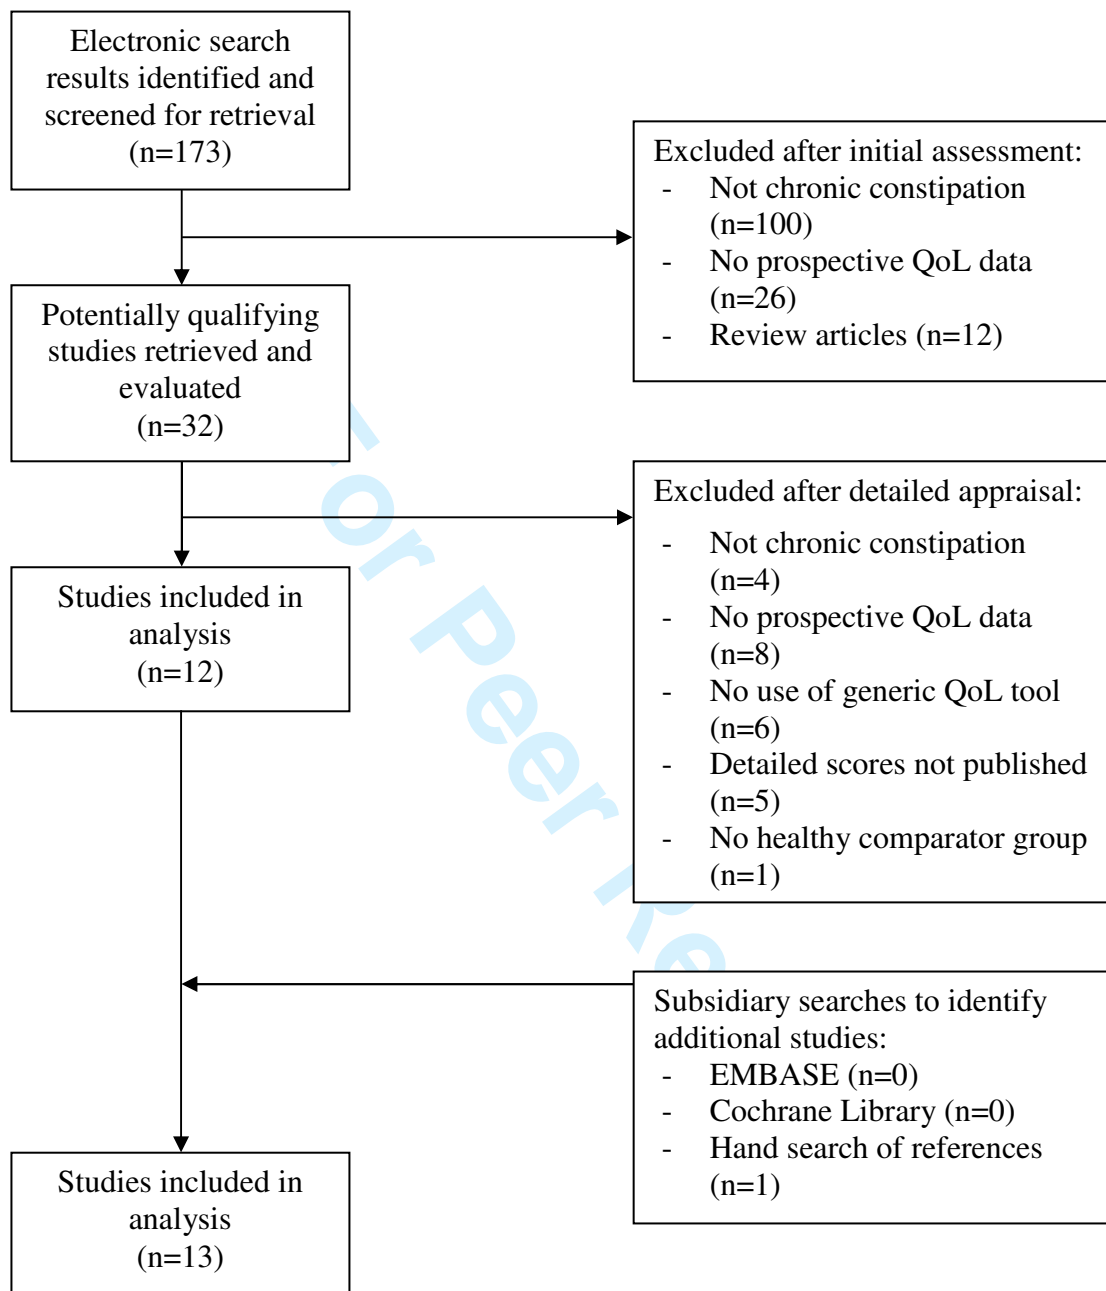 Electronic search
results identified and
screened for retrieval
(n=173)
Excluded after initial assessment:
- Not chronic constipation
(n=100)
- No prospective QoL data
(n=26)
- Review articles (n=12)
Potentially qualifying
studies retrieved and
evaluated
(n=32)
Excluded after detailed appraisal:
- Not chronic constipation
(n=4)
- No prospective QoL data
(n=8)
- No use of generic QoL tool
(n=6)
- Detailed scores not published
(n=5)
- No healthy comparator group
(n=1)
Studies included in
analysis
(n=12)
Subsidiary searches to identify
additional studies:
- EMBASE (n=0)
- Cochrane Library (n=0)
- Hand search of references
(n=1)
Studies included in
analysis
(n=13)
For Peer Re